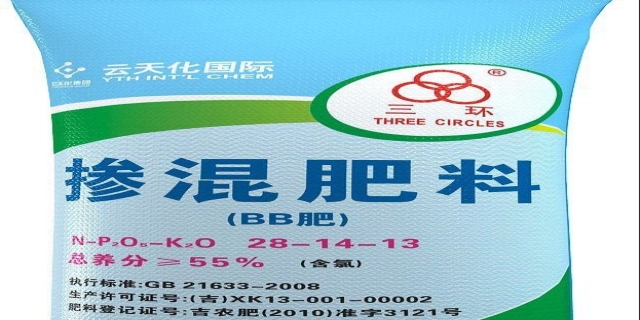 云天化国际
YTH INT'L CHEM
三环
THREE CIRCLES
®
掺混肥料
(BB肥)
N-P₂O₅-K₂O 28-14-13
总养分≥55% (含氯)
执行标准:GB 21633-2008
生产许可证号:(吉)XK13-001-00002
肥料登记证号:吉农肥(2010)准字3121号